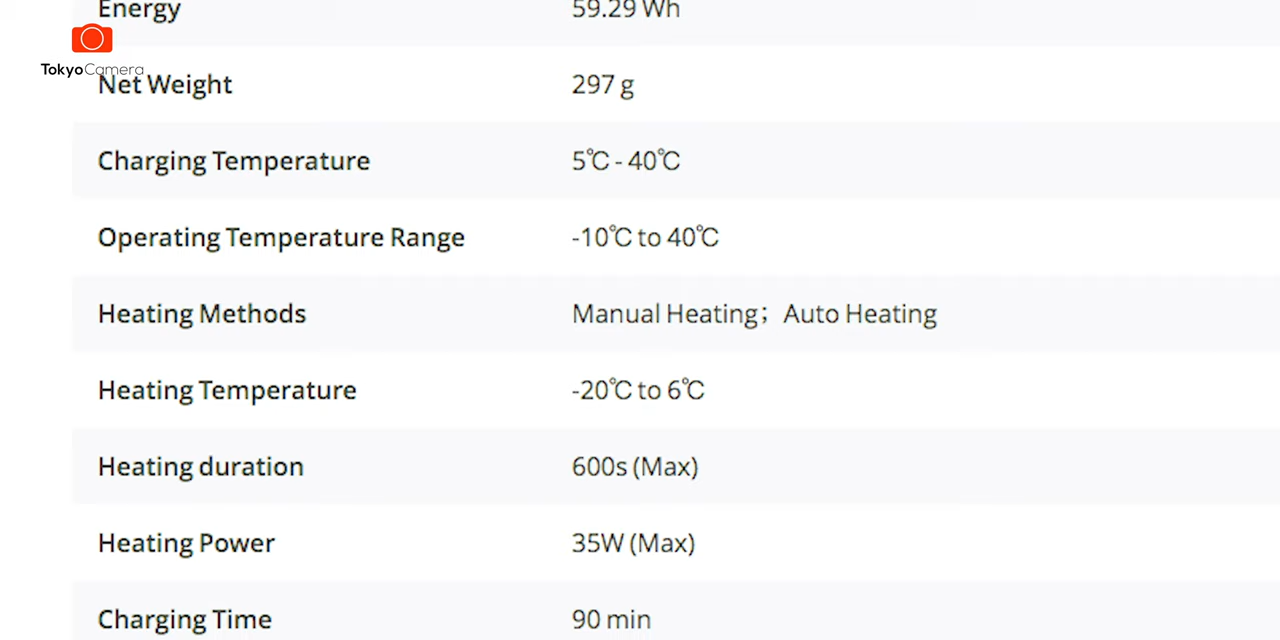 Energy 59.29 Wh
TokyoCamera
Net Weight 297 g
Charging Temperature 5℃ - 40℃
Operating Temperature Range -10℃ to 40℃
Heating Methods Manual Heating；Auto Heating
Heating Temperature -20℃ to 6℃
Heating duration 600s (Max)
Heating Power 35W (Max)
Charging Time 90 min